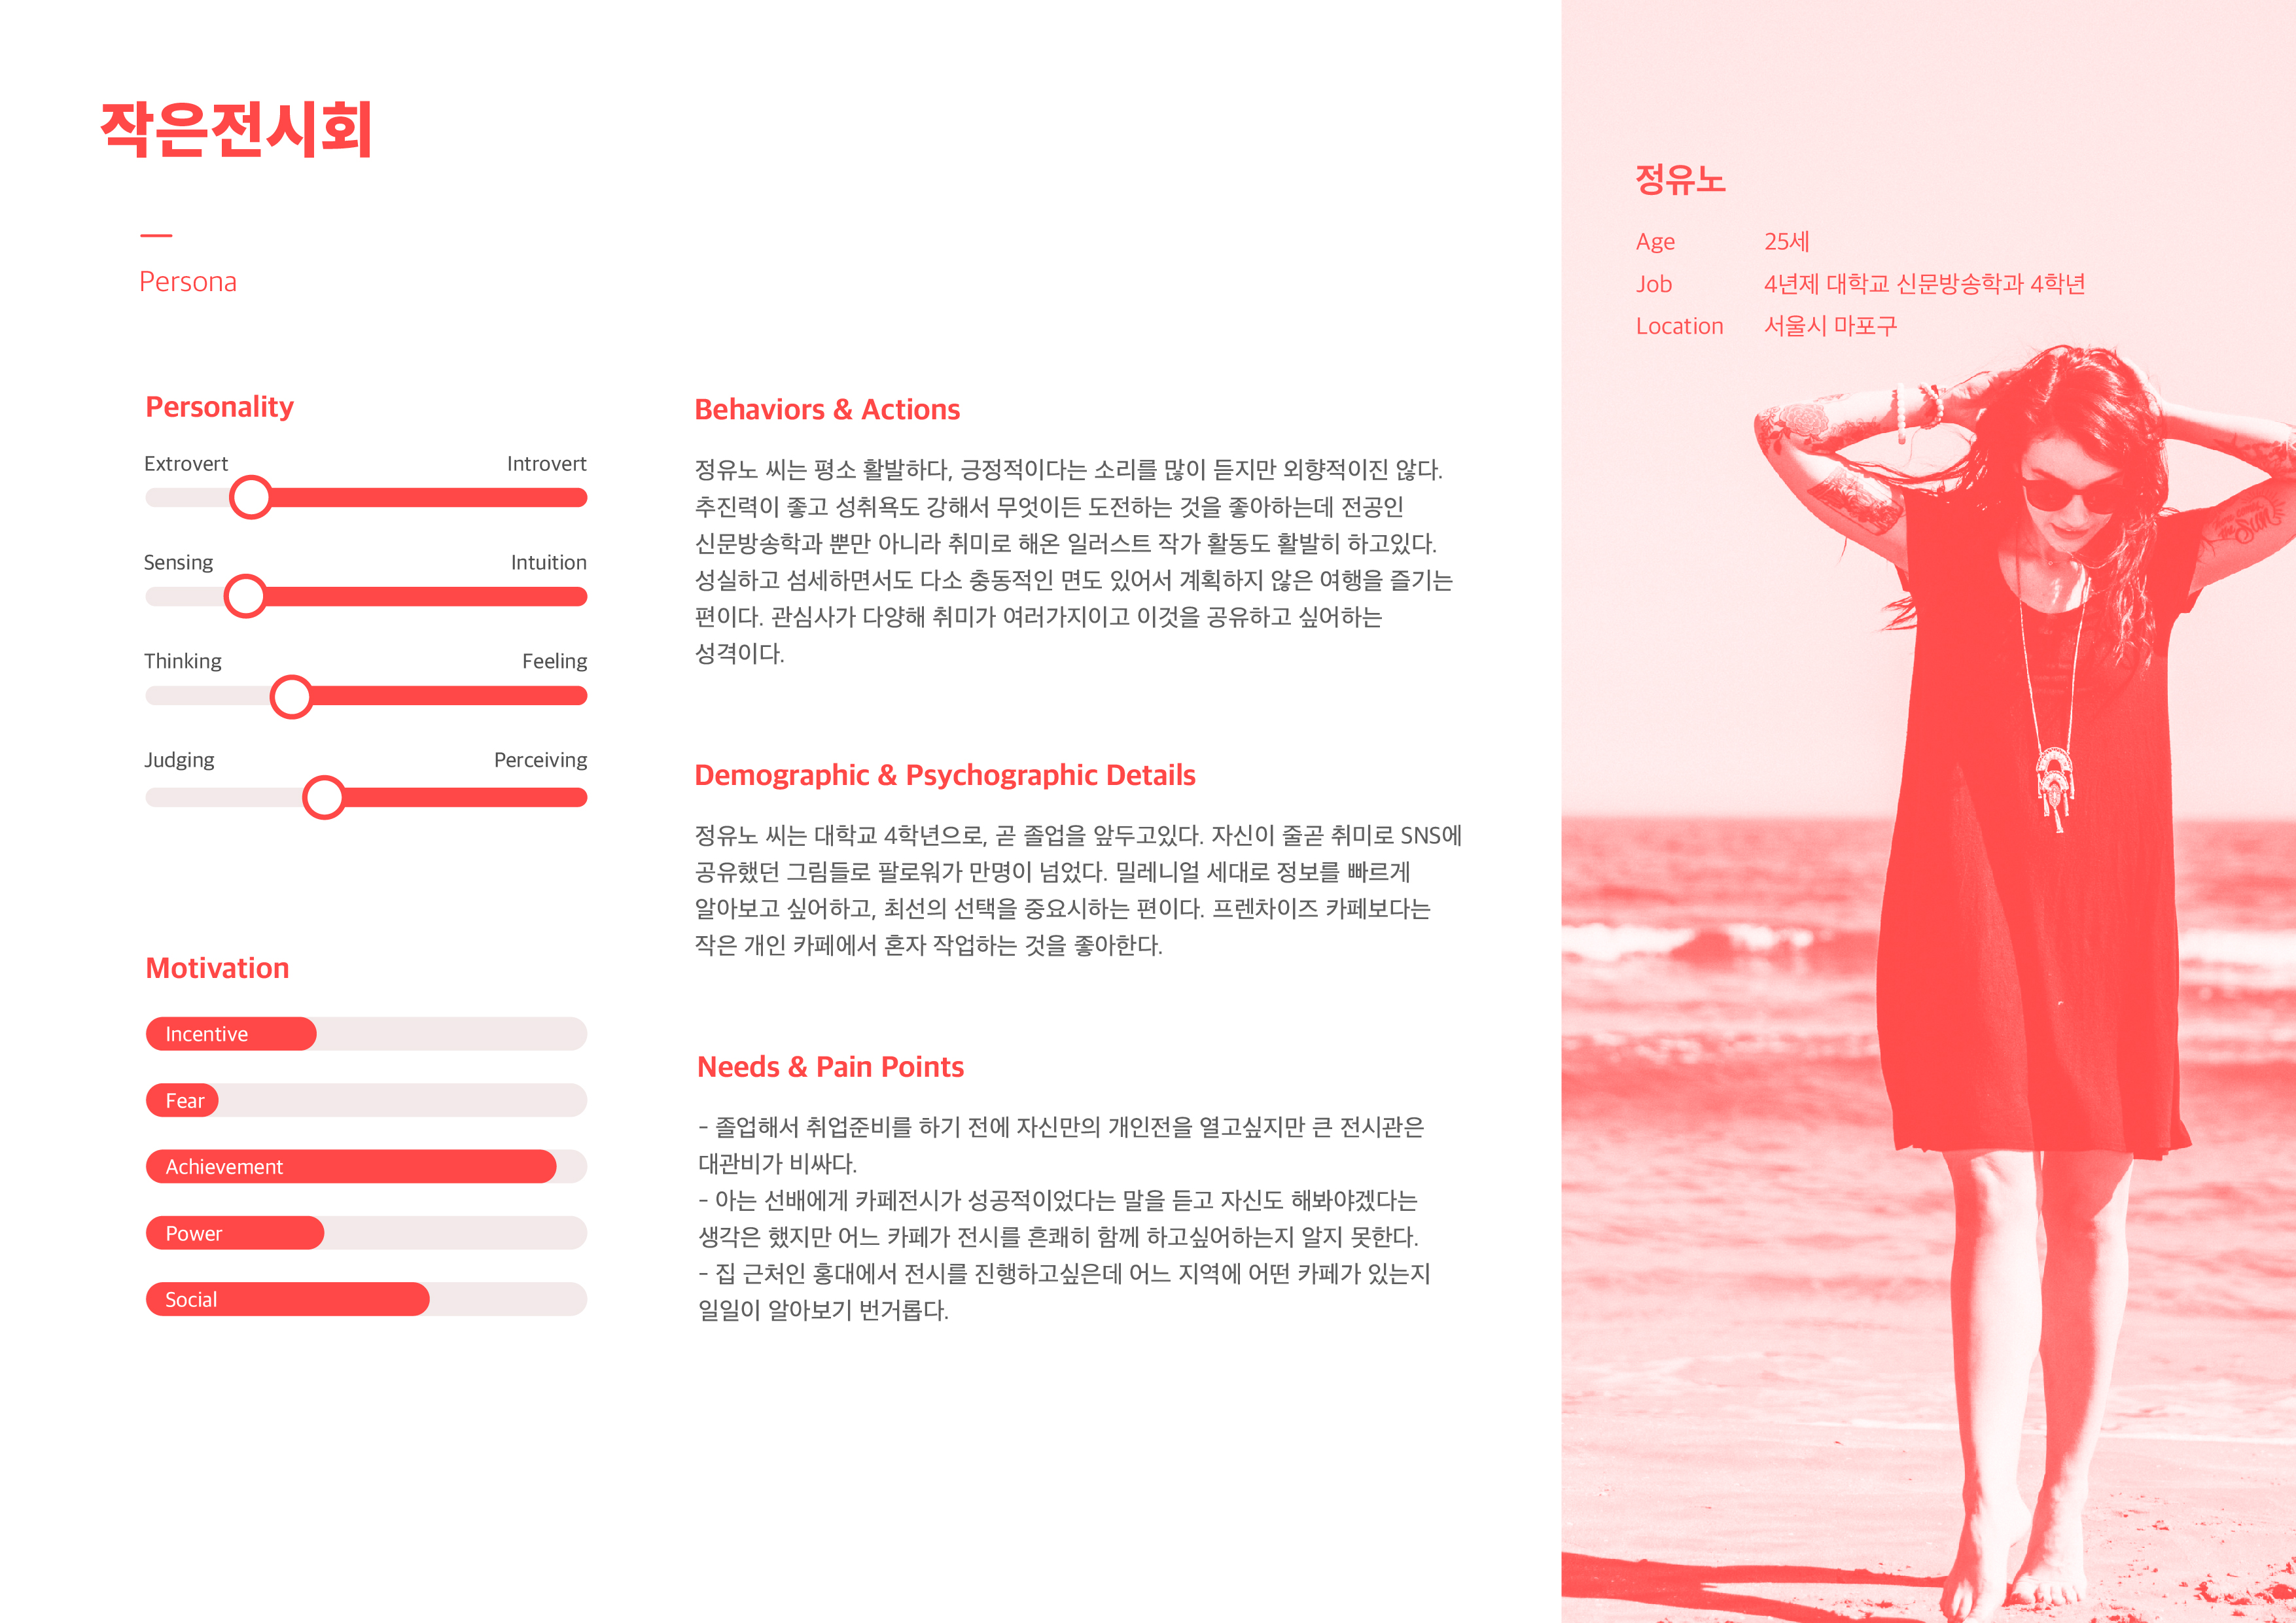 작은전시회
Persona
Personality
Extrovert Introvert
Sensing Intuition
Thinking Feeling
Judging Perceiving
Motivation
Incentive
Fear
Achievement
Power
Social
Behaviors & Actions
정유노 씨는 평소 활발하다, 긍정적이다는 소리를 많이 듣지만 외향적이진 않다.
추진력이 좋고 성취욕도 강해서 무엇이든 도전하는 것을 좋아하는데 전공인
신문방송학과 뿐만 아니라 취미로 해온 일러스트 작가 활동도 활발히 하고있다.
성실하고 섬세하면서도 다소 충동적인 면도 있어서 계획하지 않은 여행을 즐기는
편이다. 관심사가 다양해 취미가 여러가지이고 이것을 공유하고 싶어하는
성격이다.
Demographic & Psychographic Details
정유노 씨는 대학교 4학년으로, 곧 졸업을 앞두고있다. 자신이 줄곧 취미로 SNS에
공유했던 그림들로 팔로워가 만명이 넘었다. 밀레니얼 세대로 정보를 빠르게
알아보고 싶어하고, 최선의 선택을 중요시하는 편이다. 프렌차이즈 카페보다는
작은 개인 카페에서 혼자 작업하는 것을 좋아한다.
Needs & Pain Points
- 졸업해서 취업준비를 하기 전에 자신만의 개인전을 열고싶지만 큰 전시관은
대관비가 비싸다.
- 아는 선배에게 카페전시가 성공적이었다는 말을 듣고 자신도 해봐야겠다는
생각은 했지만 어느 카페가 전시를 흔쾌히 함께 하고싶어하는지 알지 못한다.
- 집 근처인 홍대에서 전시를 진행하고싶은데 어느 지역에 어떤 카페가 있는지
일일이 알아보기 번거롭다.
정유노
Age 25세
Job 4년제 대학교 신문방송학과 4학년
Location 서울시 마포구